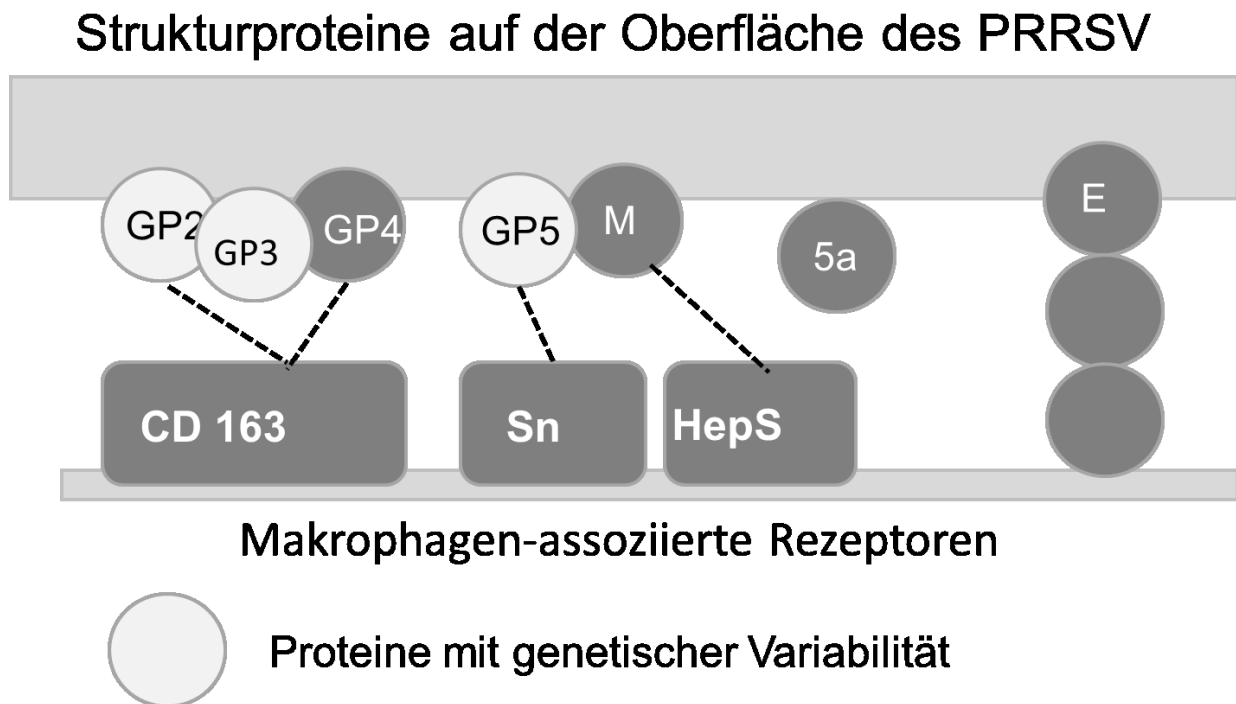 Strukturproteine auf der Oberfläche des PRRSV
GP2 GP3 GP4 GP5 M 5a E
CD 163 Sn HepS
Makrophagen-assoziierte Rezeptoren
Proteine mit genetischer Variabilität